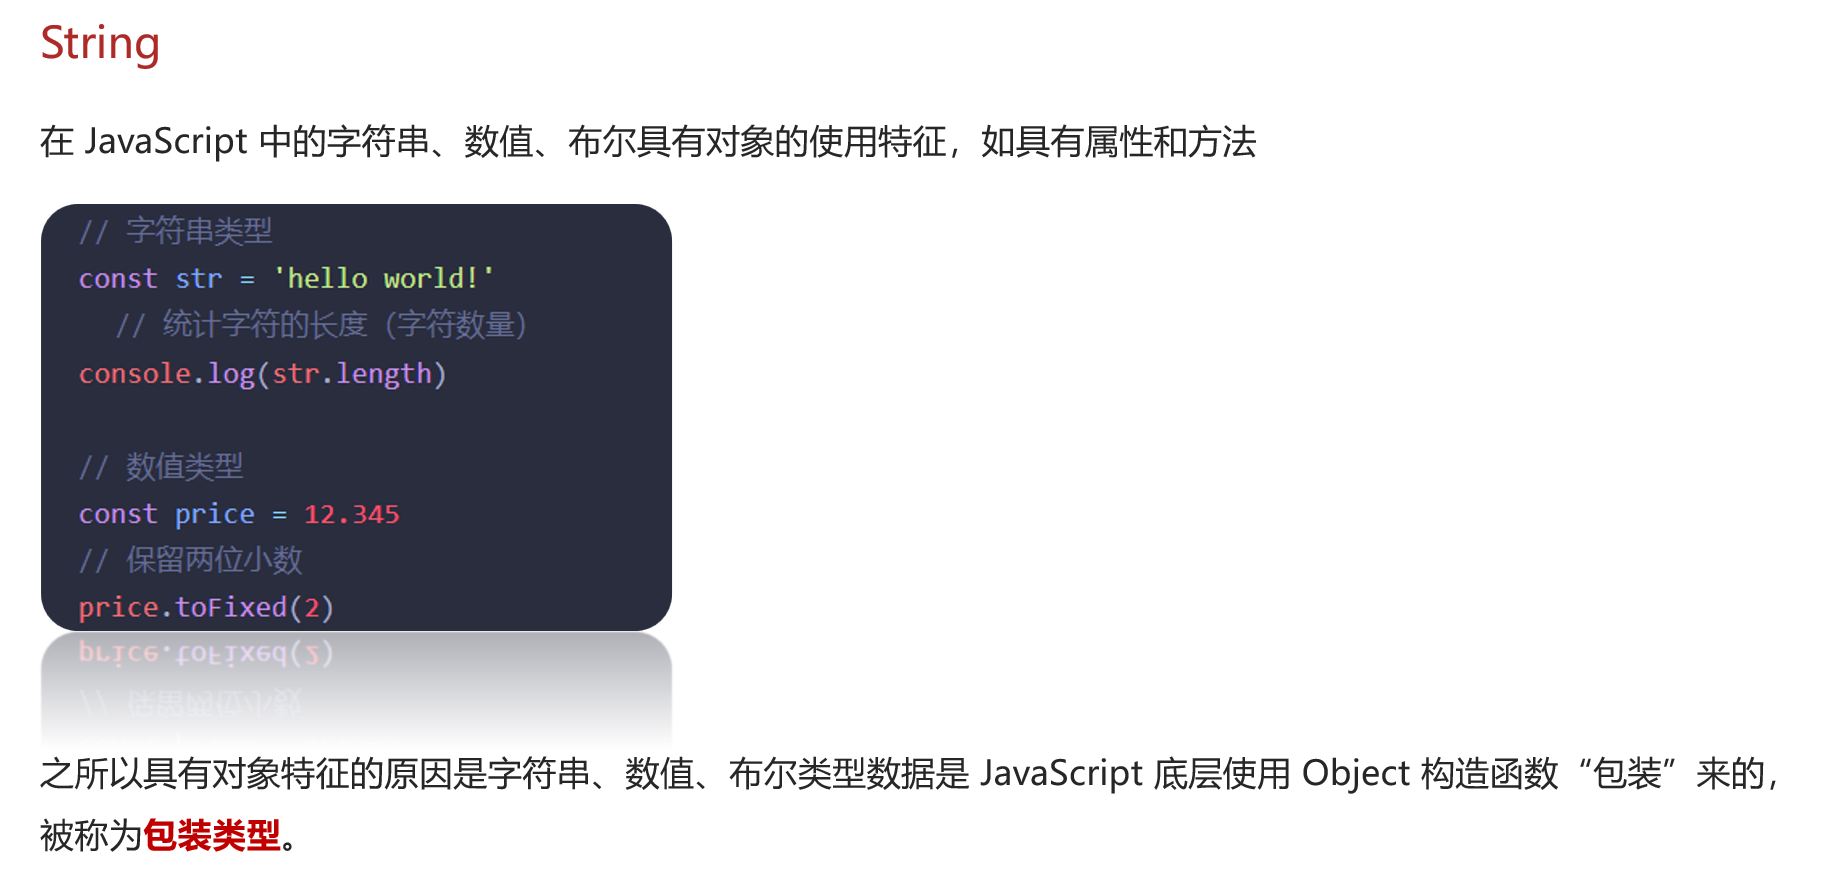 String
在 JavaScript 中的字符串、数值、布尔具有对象的使用特征，如具有属性和方法
// 字符串类型
const str = 'hello world!'
// 统计字符的长度（字符数量）
console.log(str.length)
// 数值类型
const price = 12.345
// 保留两位小数
price.toFixed(2)
之所以具有对象特征的原因是字符串、数值、布尔类型数据是 JavaScript 底层使用 Object 构造函数“包装”来的，
被称为包装类型。